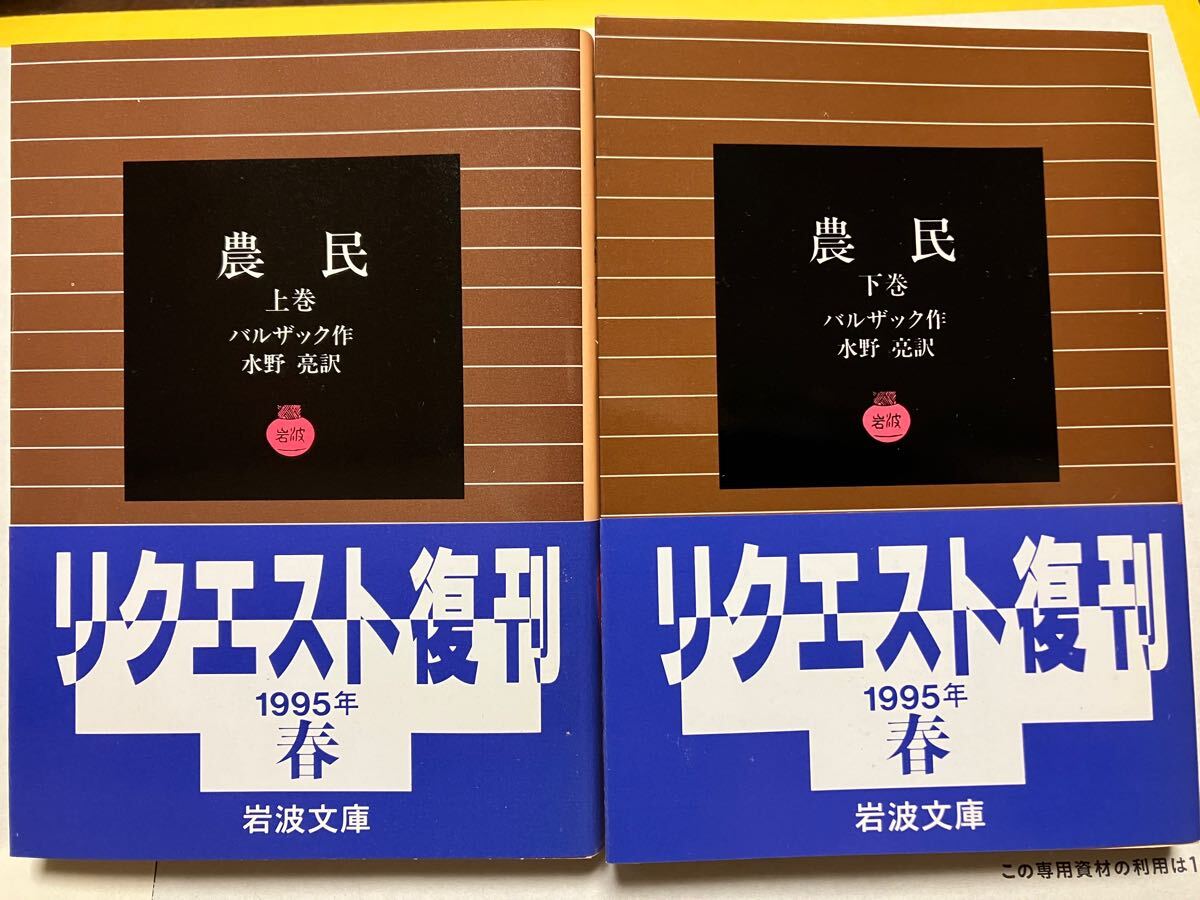 農民
上巻
バルザック作
水野 亮訳
岩波
リクエスト復刊
1995年
春
岩波文庫
農民
下巻
バルザック作
水野 亮訳
岩波
リクエスト復刊
1995年
春
岩波文庫
この専用資材の利用は1